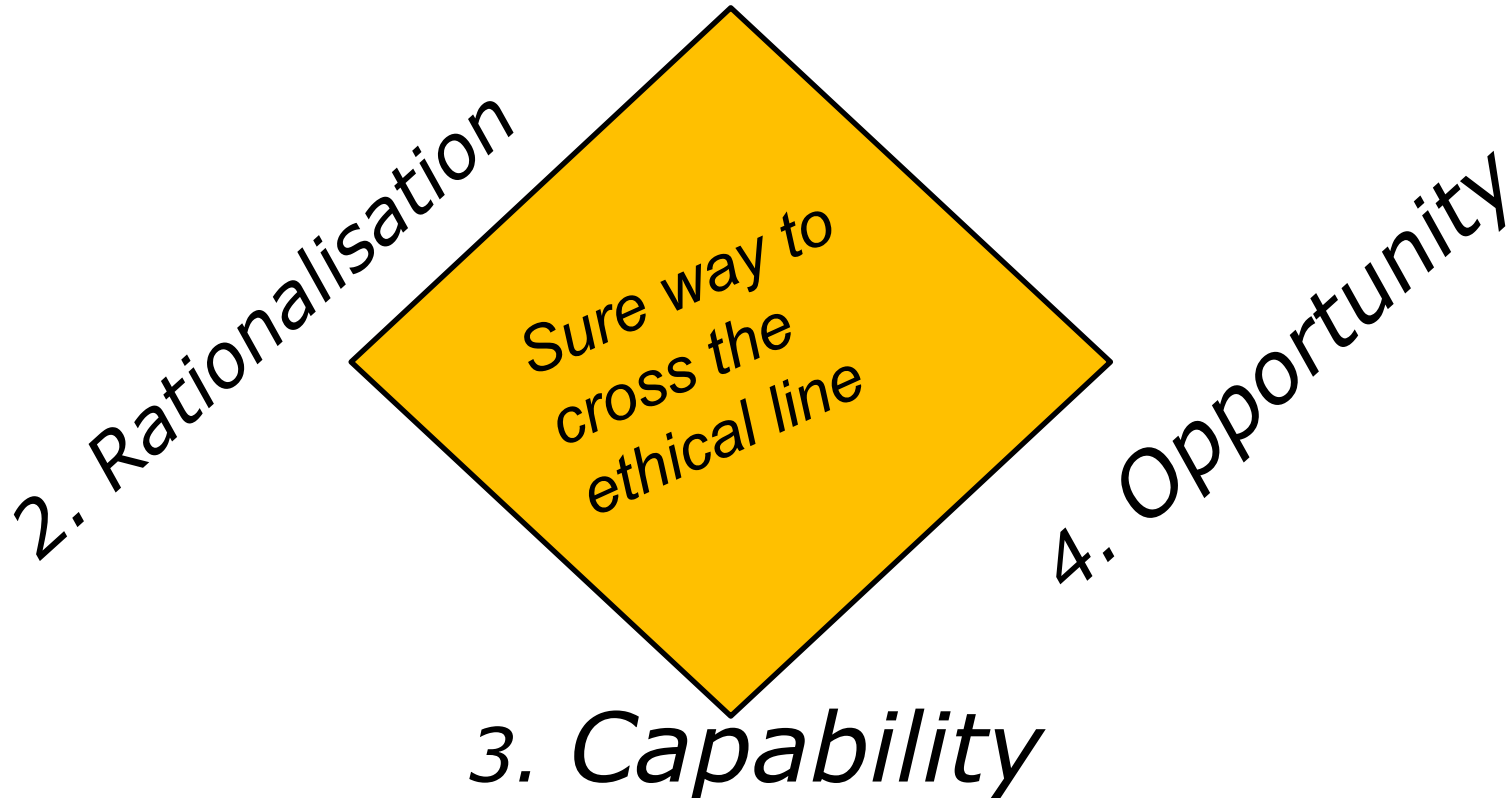 2. Rationalisation
Sure way to
cross the
ethical line
4. Opportunity
3. Capability